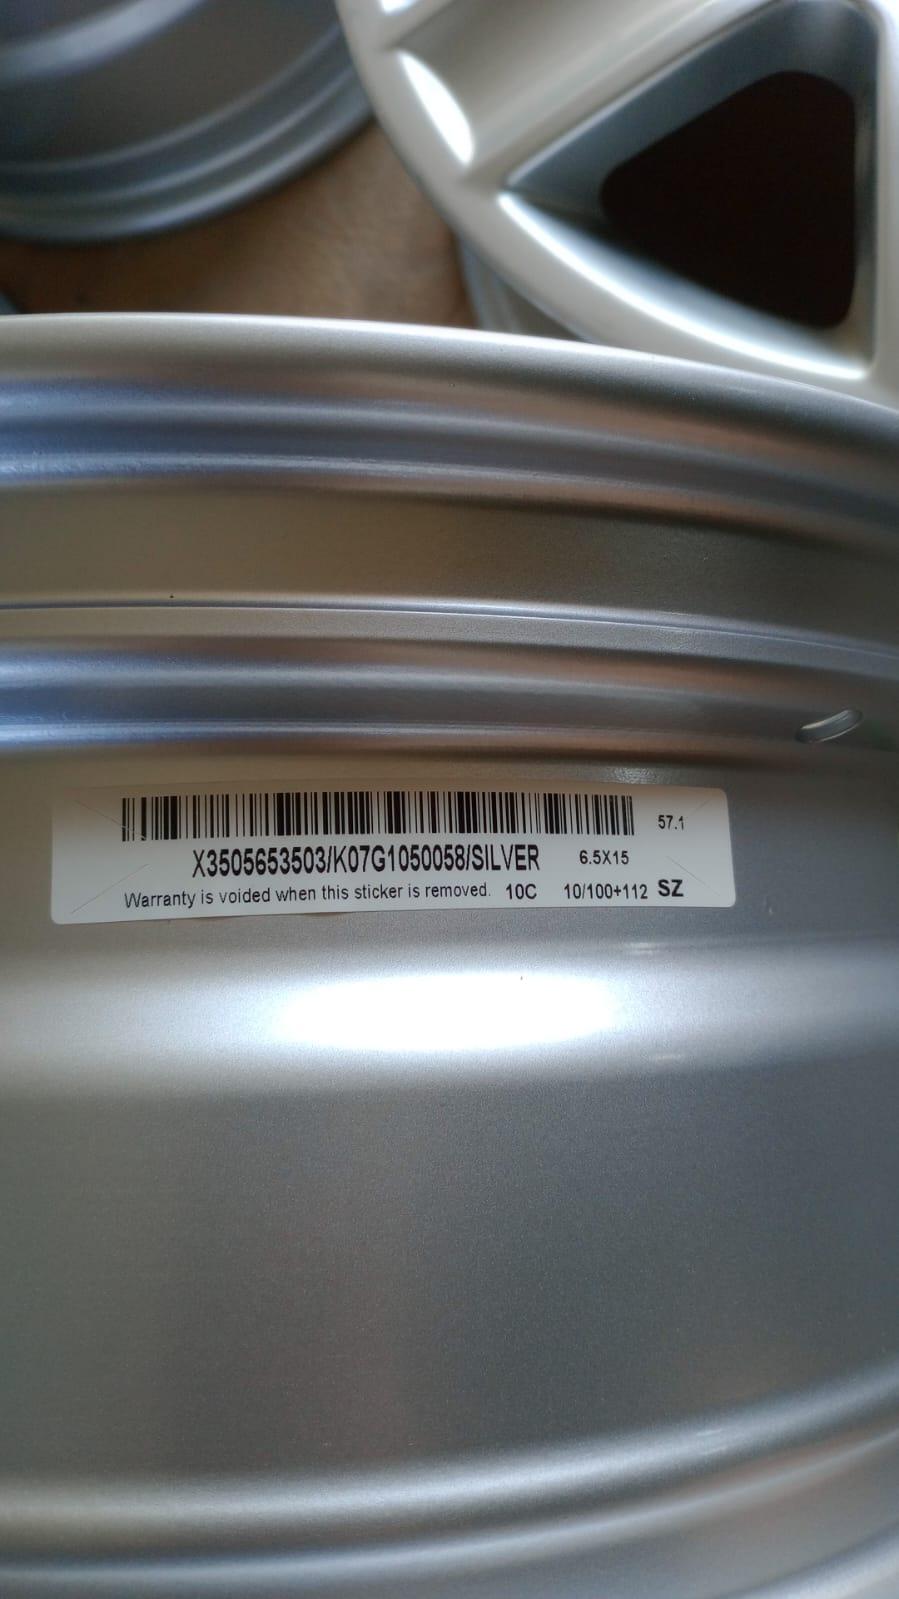 57.1
X3505653503/K07G1050058/SILVER 6.5X15
Warranty is voided when this sticker is removed. 10C 10/100+112 SZ